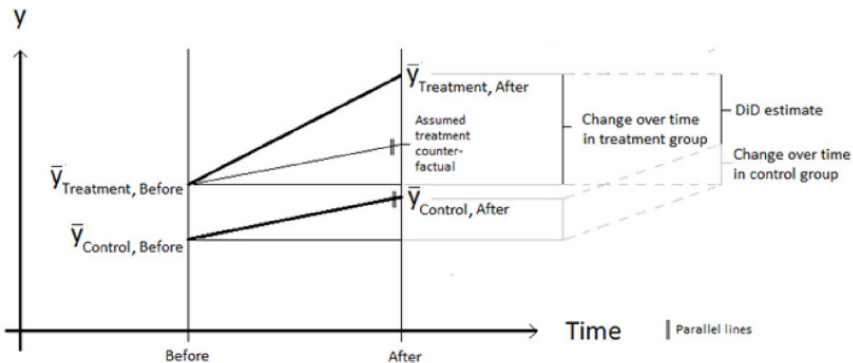 y
ȳTreatment, After
Assumed
treatment
counter-
factual
Change over time
in treatment group
DiD estimate
Change over time
in control group
ȳTreatment, Before
ȳControl, After
ȳControl, Before
Time
Parallel lines
Before
After